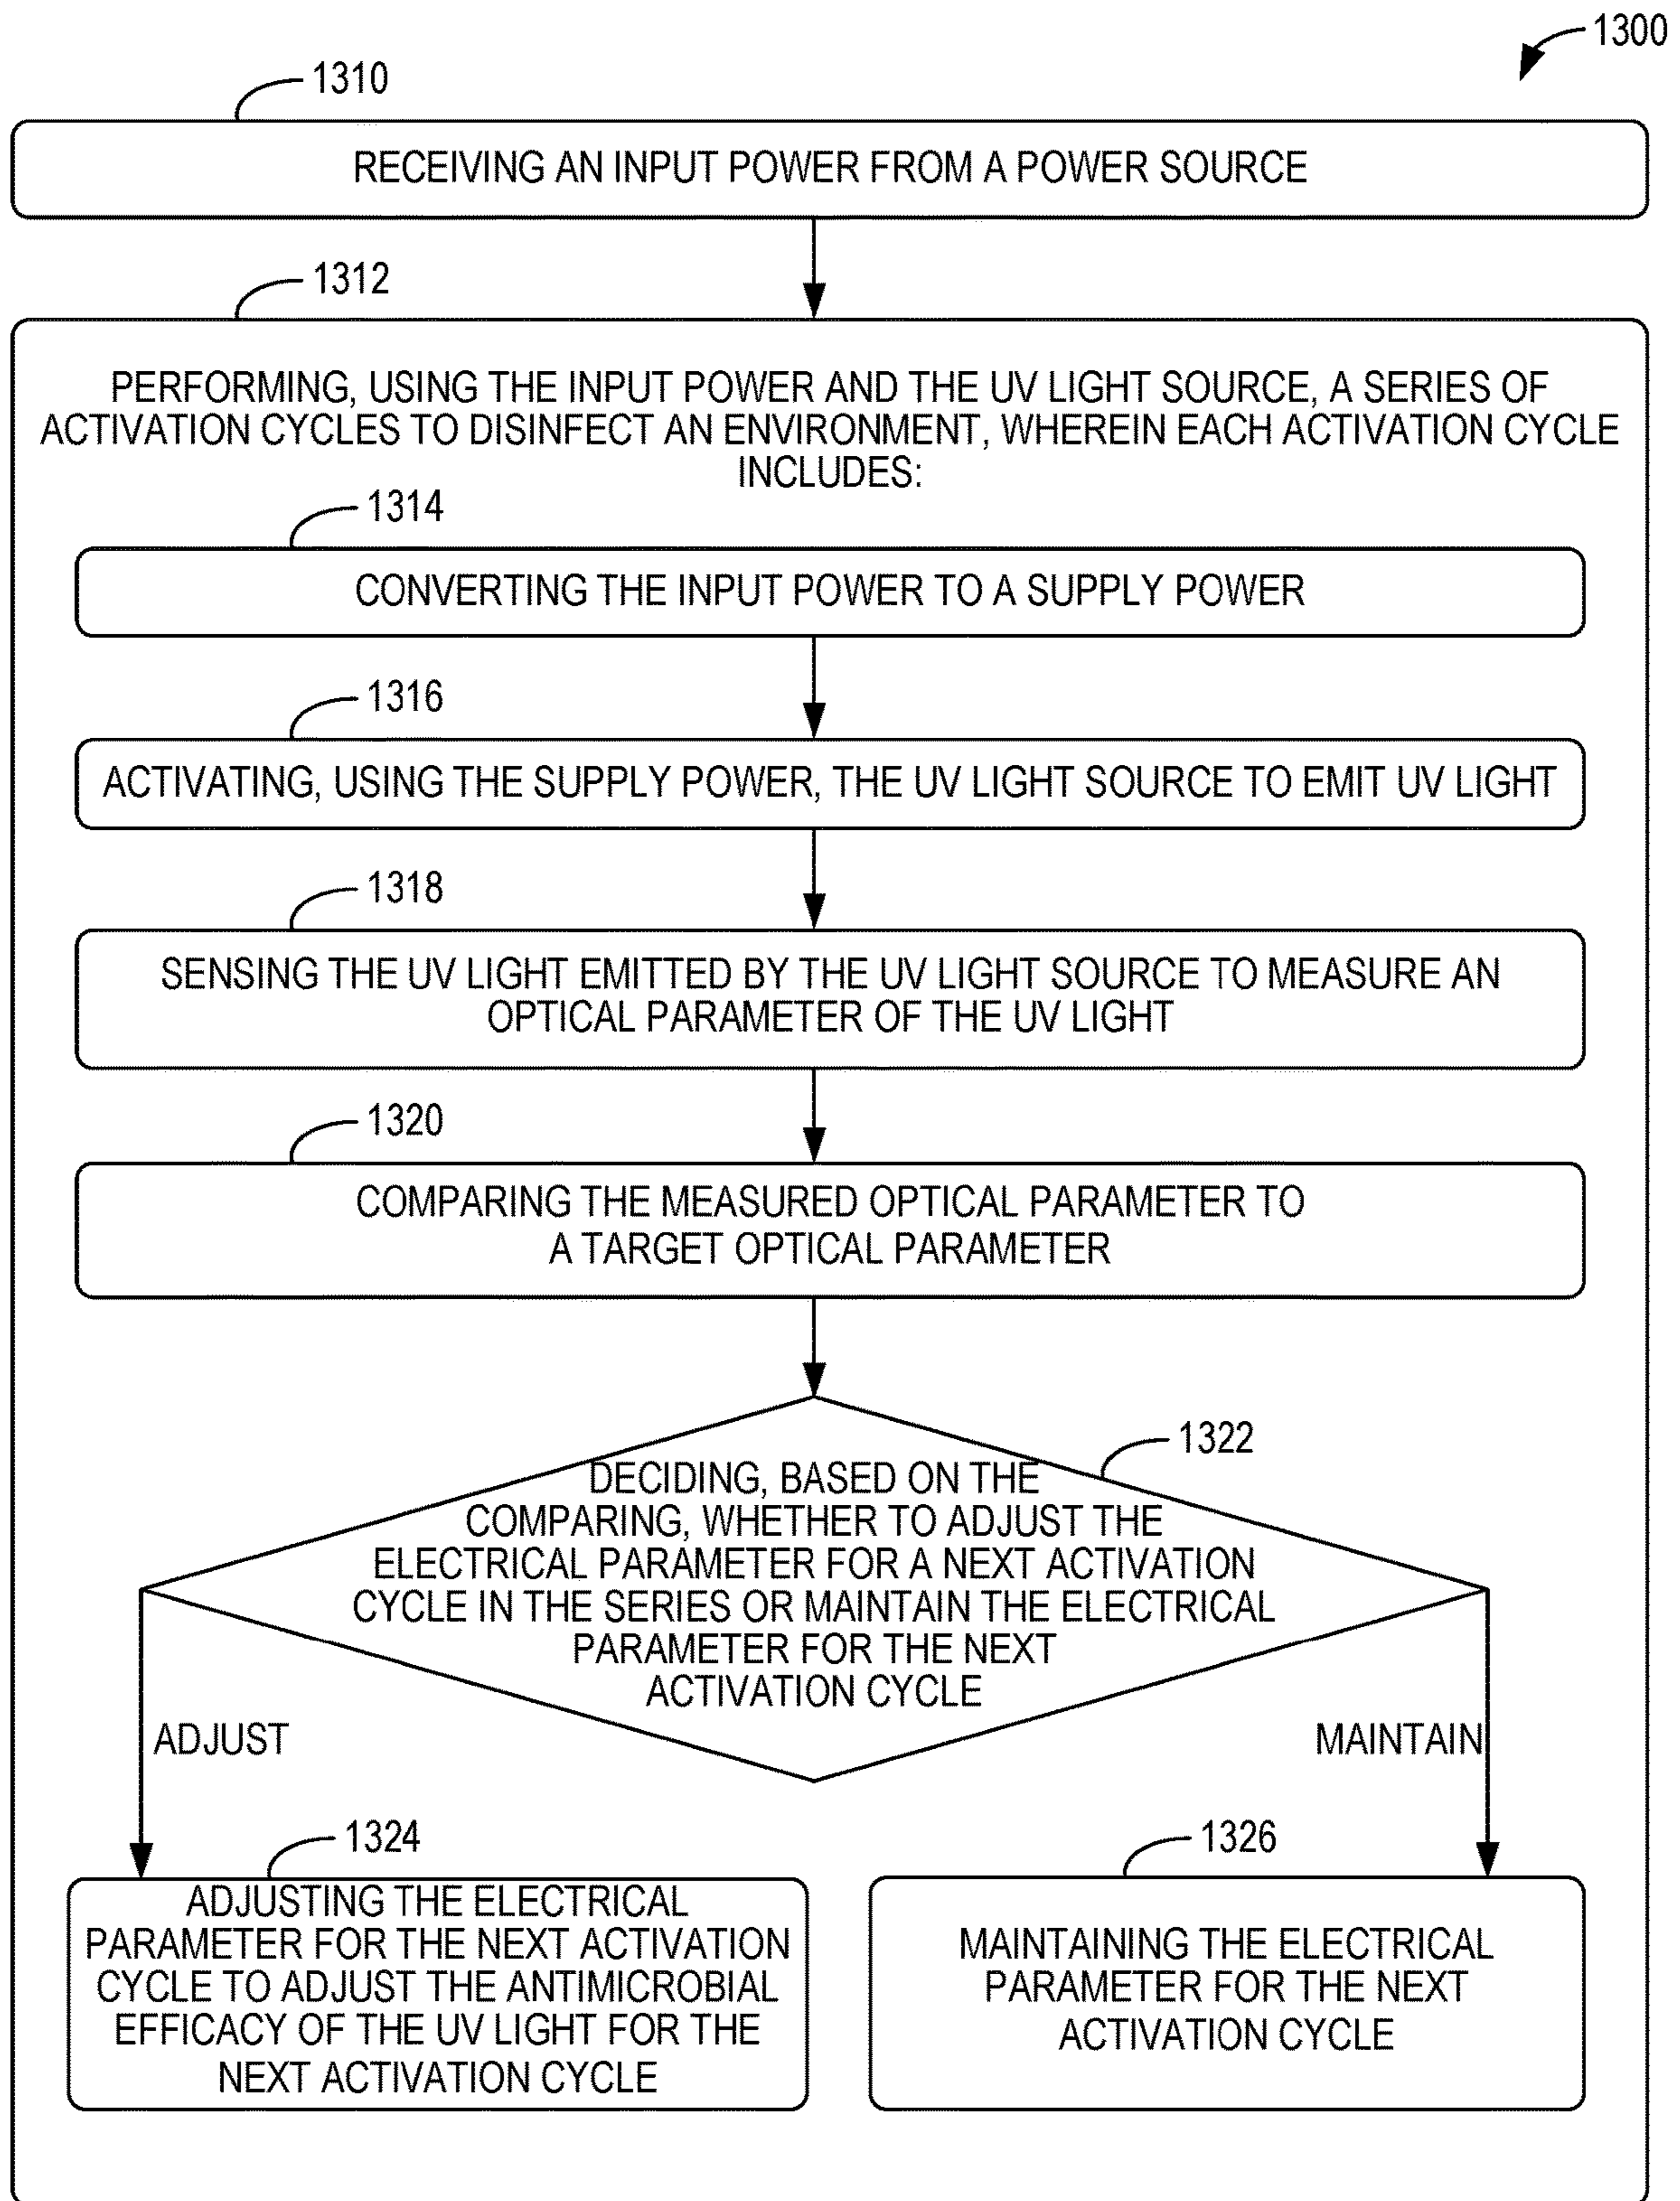 1300
1310
RECEIVING AN INPUT POWER FROM A POWER SOURCE
1312
PERFORMING, USING THE INPUT POWER AND THE UV LIGHT SOURCE, A SERIES OF
ACTIVATION CYCLES TO DISINFECT AN ENVIRONMENT, WHEREIN EACH ACTIVATION CYCLE
INCLUDES:
1314
CONVERTING THE INPUT POWER TO A SUPPLY POWER
1316
ACTIVATING, USING THE SUPPLY POWER, THE UV LIGHT SOURCE TO EMIT UV LIGHT
1318
SENSING THE UV LIGHT EMITTED BY THE UV LIGHT SOURCE TO MEASURE AN
OPTICAL PARAMETER OF THE UV LIGHT
1320
COMPARING THE MEASURED OPTICAL PARAMETER TO
A TARGET OPTICAL PARAMETER
1322
DECIDING, BASED ON THE
COMPARING, WHETHER TO ADJUST THE
ELECTRICAL PARAMETER FOR A NEXT ACTIVATION
CYCLE IN THE SERIES OR MAINTAIN THE ELECTRICAL
PARAMETER FOR THE NEXT
ACTIVATION CYCLE
ADJUST
MAINTAIN
1324
ADJUSTING THE ELECTRICAL
PARAMETER FOR THE NEXT ACTIVATION
CYCLE TO ADJUST THE ANTIMICROBIAL
EFFICACY OF THE UV LIGHT FOR THE
NEXT ACTIVATION CYCLE
1326
MAINTAINING THE ELECTRICAL
PARAMETER FOR THE NEXT
ACTIVATION CYCLE